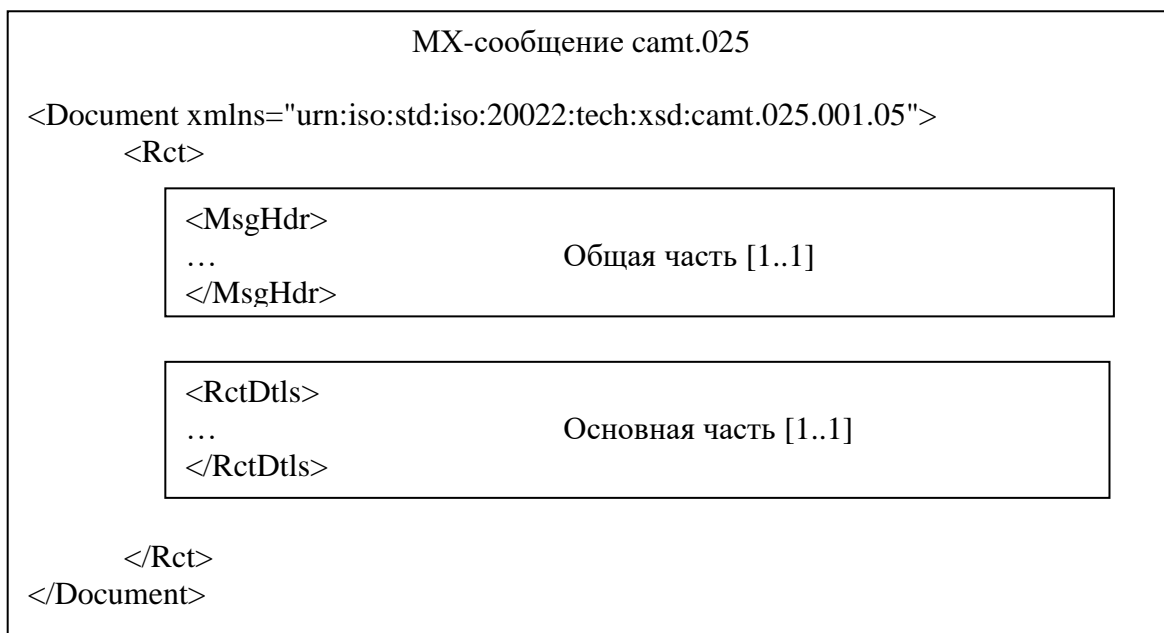 МХ-сообщение camt.025
<Document xmlns="urn:iso:std:iso:20022:tech:xsd:camt.025.001.05">
<Rct>
<MsgHdr>
… Общая часть [1..1]
</MsgHdr>
<RctDtls>
… Основная часть [1..1]
</RctDtls>
</Rct>
</Document>